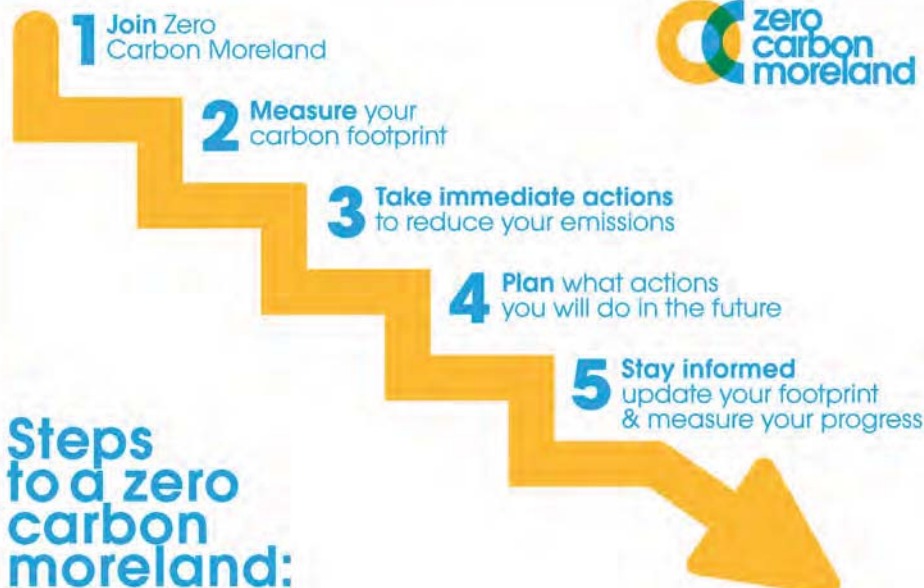 1 Join Zero
Carbon Moreland
zero
carbon
moreland
2 Measure your
carbon footprint
3 Take immediate actions
to reduce your emissions
4 Plan what actions
you will do in the future
5 Stay informed
update your footprint
& measure your progress
Steps
to a zero
carbon
moreland: